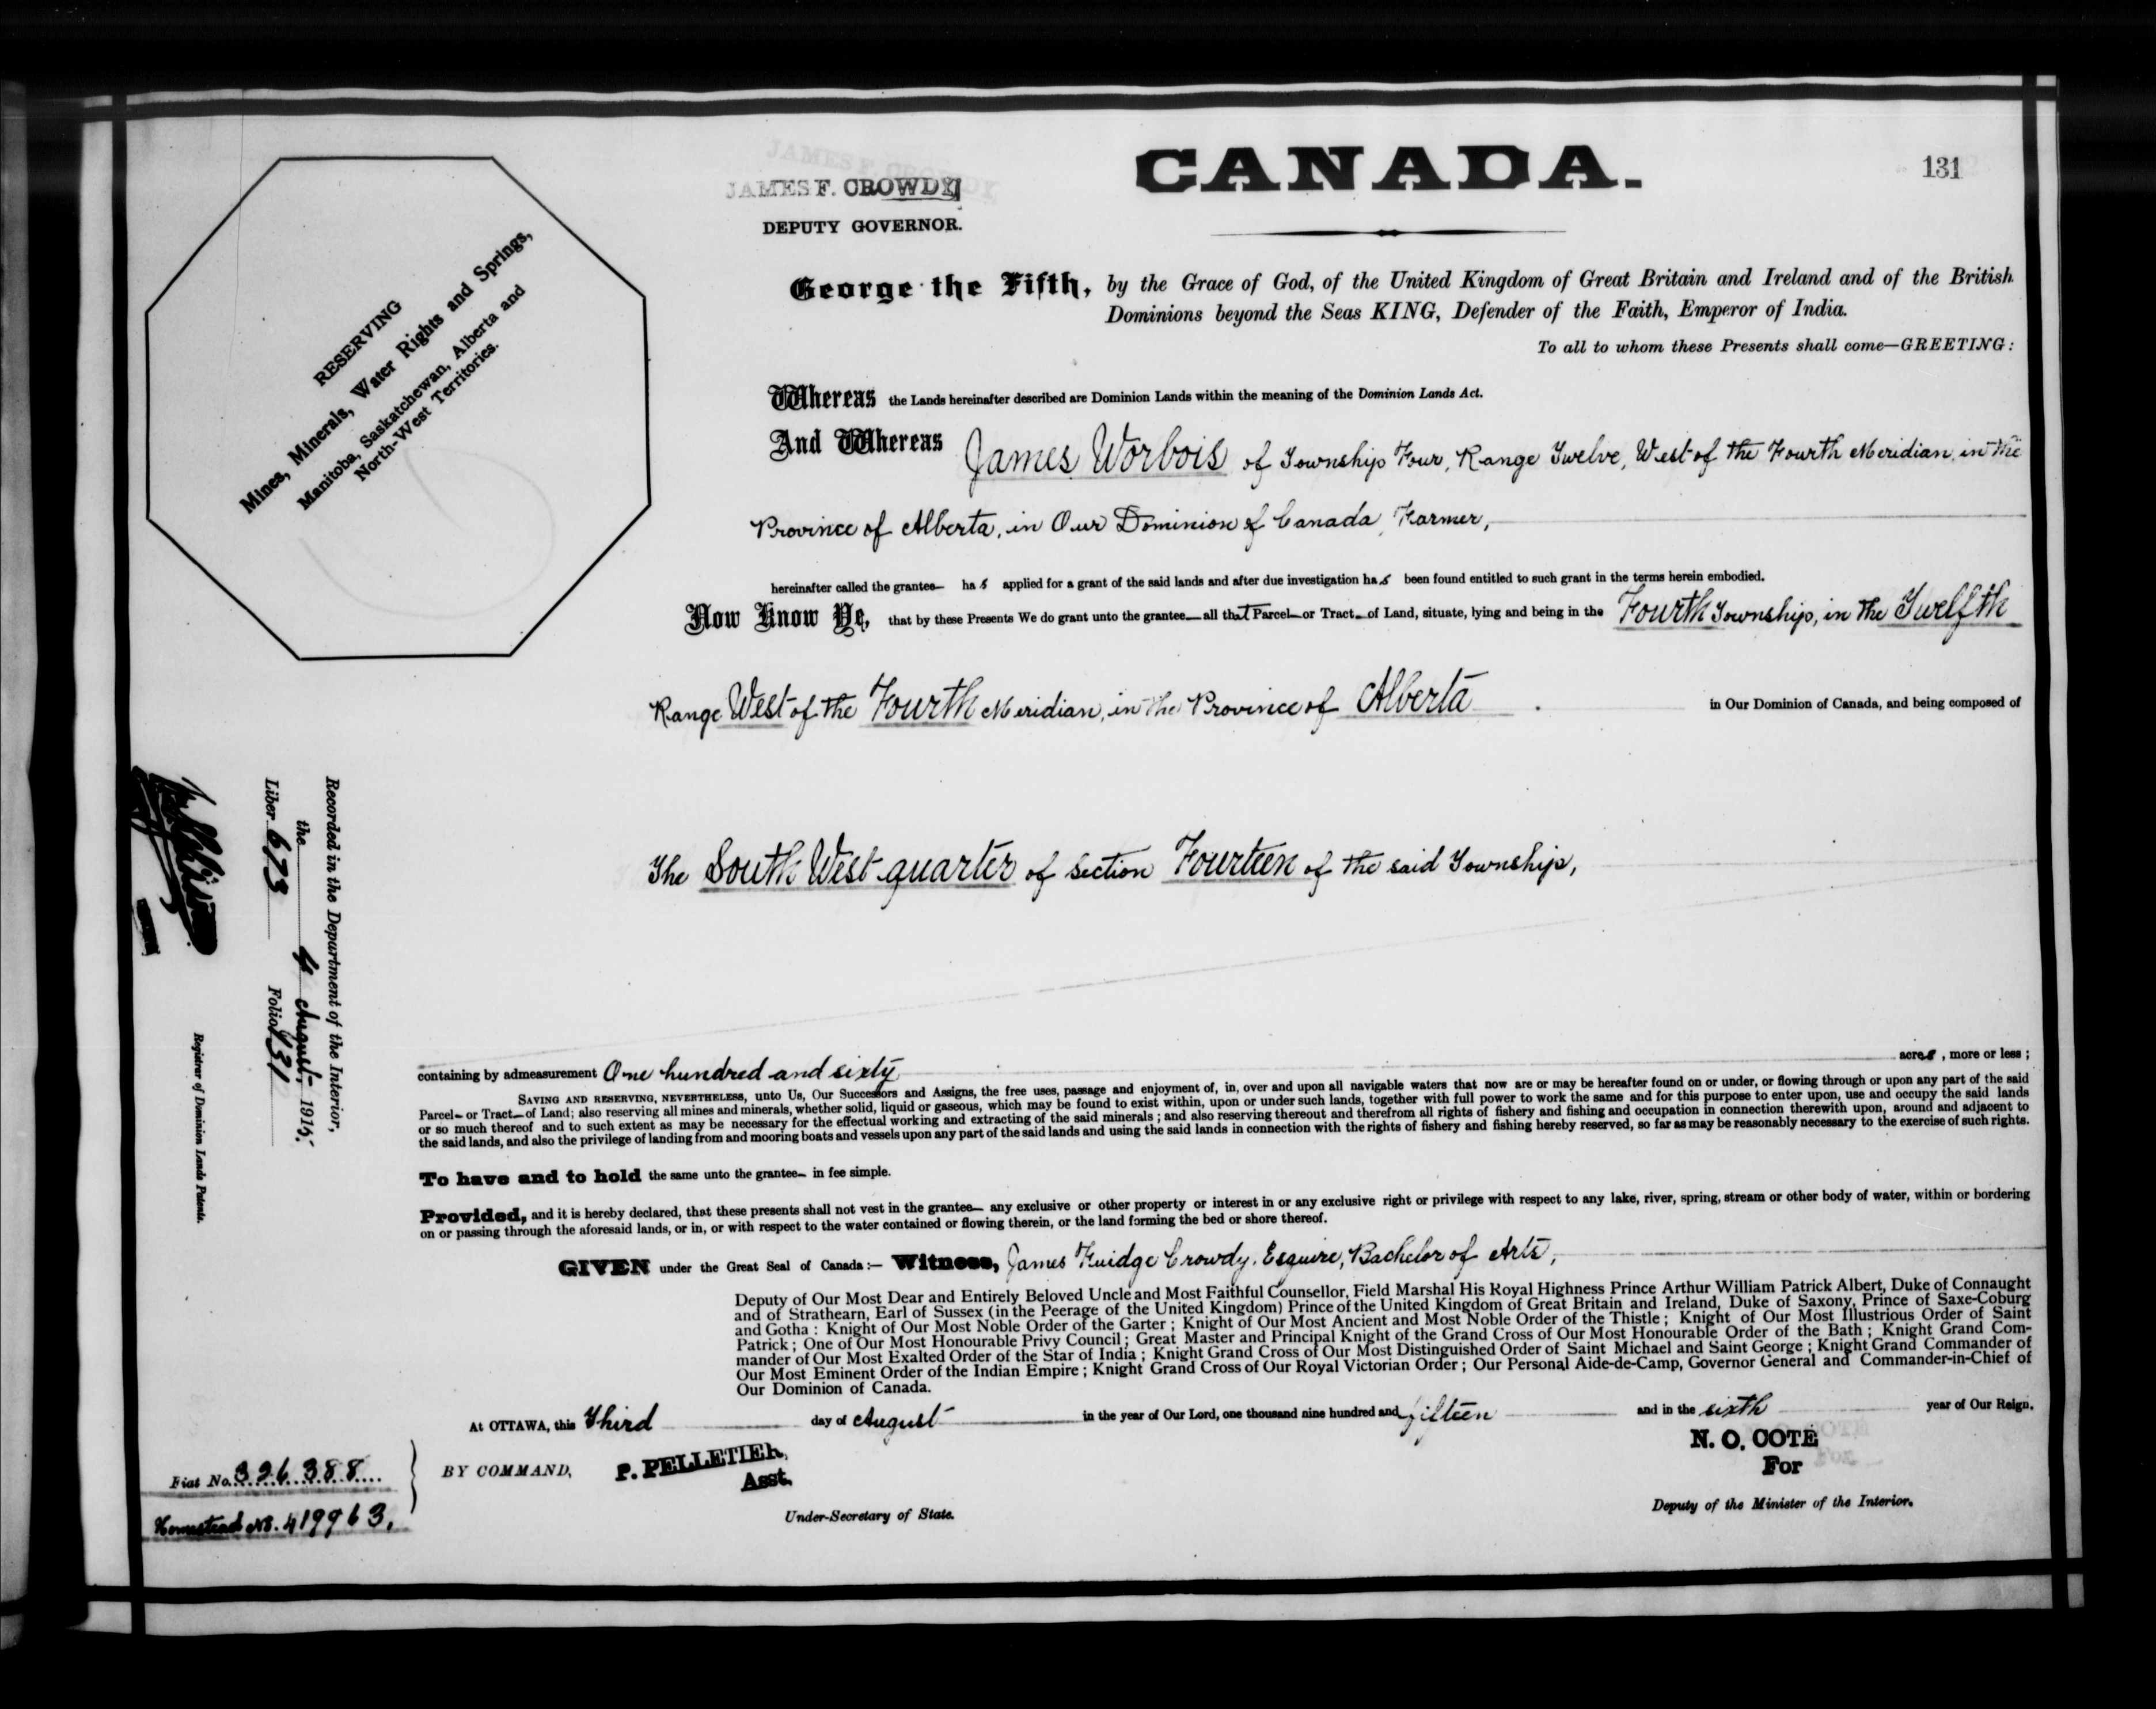 CANADA.
131
JAMES F. CROWDY
DEPUTY GOVERNOR.
RESERVING
Mines, Minerals, Water Rights and Springs,
Manitoba, Saskatchewan, Alberta and
North-West Territories.
George the Fifth, by the Grace of God, of the United Kingdom of Great Britain and Ireland and of the British
Dominions beyond the Seas KING, Defender of the Faith, Emperor of India.
To all to whom these Presents shall come—GREETING:
Whereas the Lands hereinafter described are Dominion Lands within the meaning of the Dominion Lands Act.
And Whereas James Worbois of Township Four, Range Twelve, West of the Fourth Meridian, in the
Province of Alberta, in Our Dominion of Canada, Farmer,
hereinafter called the grantee— has applied for a grant of the said lands and after due investigation has been found entitled to such grant in the terms herein embodied.
Now Know Ye, that by these Presents We do grant unto the grantee— all that Parcel— or Tract— of Land, situate, lying and being in the Fourth Township, in the Twelfth
Range West of the Fourth Meridian, in the Province of Alberta in Our Dominion of Canada, and being composed of
The South West quarter of Section Fourteen of the said Township,
Recorded in the Department of the Interior,
the 4 August 1915.
Liber 673 Folio 131
Registrar of Dominion Lands Patents.
containing by admeasurement One hundred and sixty acres, more or less;
SAVING AND RESERVING, NEVERTHELESS, unto Us, Our Successors and Assigns, the free uses, passage and enjoyment of, in, over and upon all navigable waters that now are or may be hereafter found on or under, or flowing through or upon any part of the said
Parcel— or Tract— of Land; also reserving all mines and minerals, whether solid, liquid or gaseous, which may be found to exist within, upon or under such lands, together with full power to work the same and for this purpose to enter upon, use and occupy the said lands
or so much thereof and to such extent as may be necessary for the effectual working and extracting of the said minerals; and also reserving thereout and therefrom all rights of fishery and fishing and occupation in connection therewith upon, around and adjacent to
the said lands, and also the privilege of landing from and mooring boats and vessels upon any part of the said lands and using the said lands in connection with the rights of fishery and fishing hereby reserved, so far as may be reasonably necessary to the exercise of such rights.
To have and to hold the same unto the grantee— in fee simple.
Provided, and it is hereby declared, that these presents shall not vest in the grantee— any exclusive or other property or interest in or any exclusive right or privilege with respect to any lake, river, spring, stream or other body of water, within or bordering
on or passing through the aforesaid lands, or in, or with respect to the water contained or flowing therein, or the land forming the bed or shore thereof.
GIVEN under the Great Seal of Canada:— Witness, James Fuidge Crowdy, Esquire, Bachelor of Arts,
Deputy of Our Most Dear and Entirely Beloved Uncle and Most Faithful Counsellor, Field Marshal His Royal Highness Prince Arthur William Patrick Albert, Duke of Connaught
and of Strathearn, Earl of Sussex (in the Peerage of the United Kingdom) Prince of the United Kingdom of Great Britain and Ireland, Duke of Saxony, Prince of Saxe-Coburg
and Gotha: Knight of Our Most Noble Order of the Garter; Knight of Our Most Ancient and Most Noble Order of the Thistle; Knight of Our Most Illustrious Order of Saint
Patrick; One of Our Most Honourable Privy Council; Great Master and Principal Knight of the Grand Cross of Our Most Honourable Order of the Bath; Knight Grand Com-
mander of Our Most Exalted Order of the Star of India; Knight Grand Cross of Our Most Distinguished Order of Saint Michael and Saint George; Knight Grand Commander of
Our Most Eminent Order of the Indian Empire; Knight Grand Cross of Our Royal Victorian Order; Our Personal Aide-de-Camp, Governor General and Commander-in-Chief of
Our Dominion of Canada.
At OTTAWA, this Third day of August in the year of Our Lord, one thousand nine hundred and fifteen and in the sixth year of Our Reign.
N. O. COTE
For
Deputy of the Minister of the Interior.
BY COMMAND,
P. PELLETIER,
Asst.
Under-Secretary of State.
Fiat No. 326388
Homestead No. 419963.